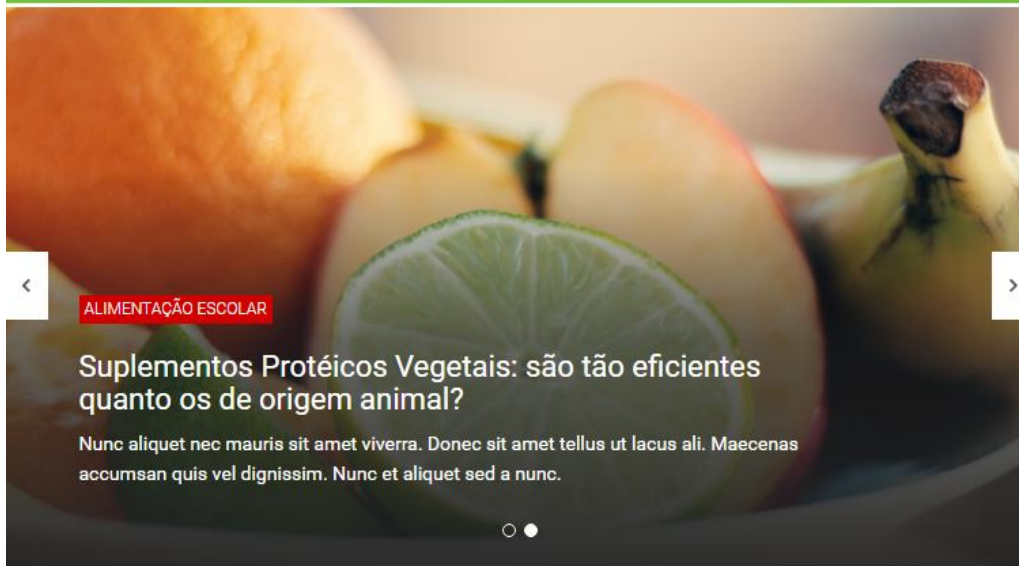 ALIMENTAÇÃO ESCOLAR
Suplementos Protéicos Vegetais: são tão eficientes
quanto os de origem animal?
Nunc aliquet nec mauris sit amet viverra. Donec sit amet tellus ut lacus ali. Maecenas
accumsan quis vel dignissim. Nunc et aliquet sed a nunc.